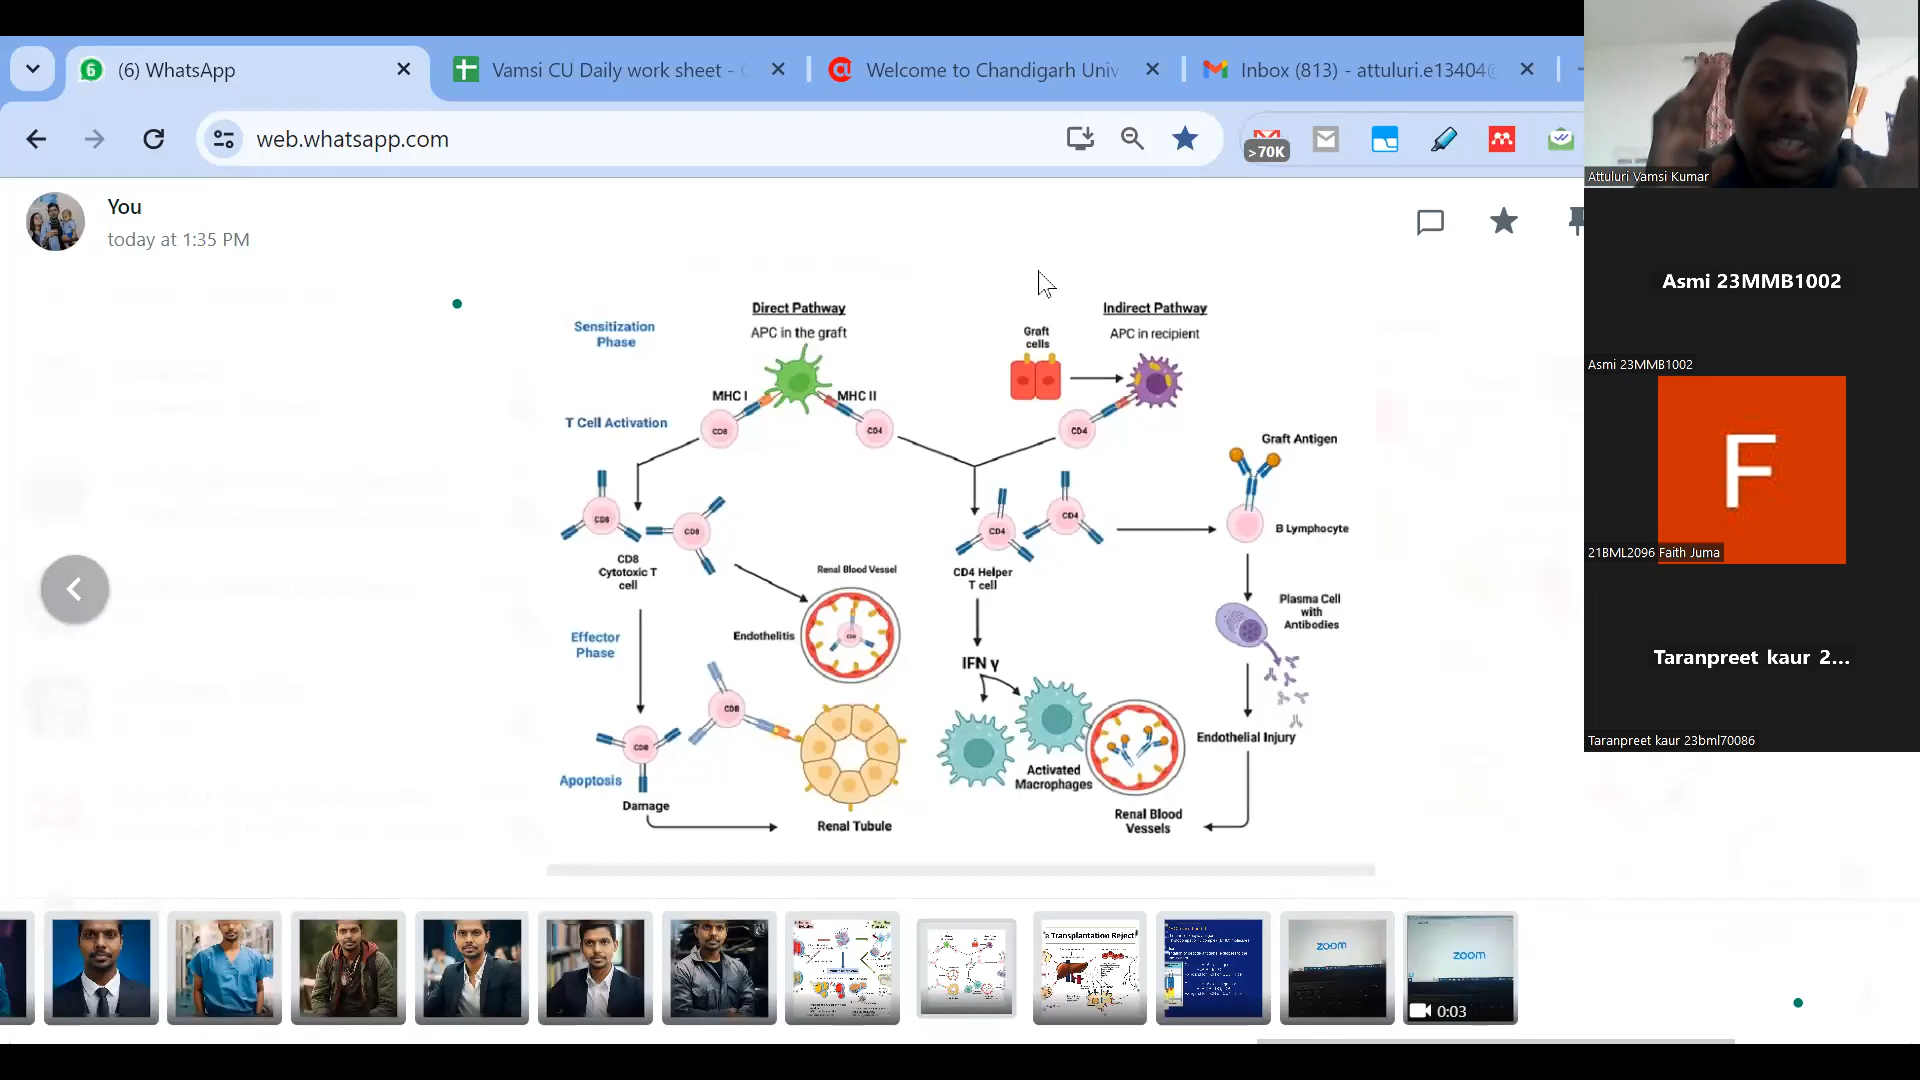 (6) WhatsApp
Vamsi CU Daily work sheet -
Welcome to Chandigarh Univ
Inbox (813) - attuluri.e13404@
web.whatsapp.com
>70K
You
today at 1:35 PM
Attuluri Vamsi Kumar
Asmi 23MMB1002
Asmi 23MMB1002
F
21BML2096 Faith Juma
Taranpreet kaur 2...
Taranpreet kaur 23bml70086
Sensitization
Phase
Direct Pathway
APC in the graft
Graft
cells
Indirect Pathway
APC in recipient
MHC I
MHC II
T Cell Activation
CD8
CD4
CD4
Graft Antigen
CD8
CD8
CD4
CD4
B Lymphocyte
CD8
Cytotoxic T
cell
Renal Blood Vessel
CD4 Helper
T cell
Plasma Cell
with
Antibodies
Effector
Phase
Endothelitis
CD8
IFN γ
CD8
CD8
Endothelial Injury
Activated
Macrophages
Apoptosis
Damage
Renal Tubule
Renal Blood
Vessels
Transplantation Reject
zoom
zoom
0:03